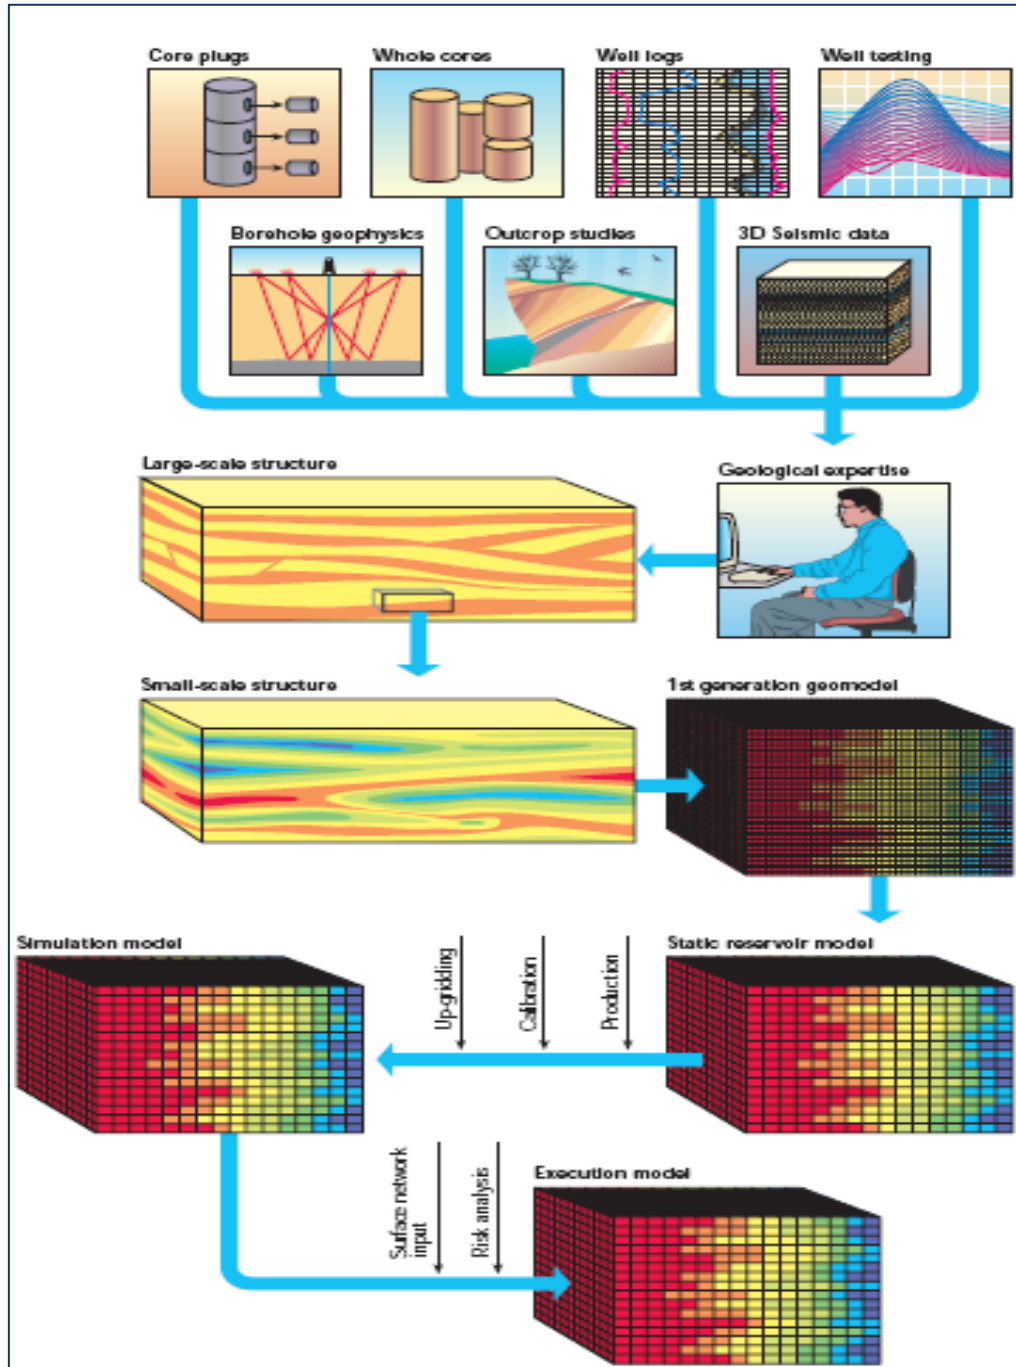 Core plugs
Whole cores
Well logs
Well testing
Borehole geophysics
Outcrop studies
3D Seismic data
Large-scale structure
Geological expertise
Small-scale structure
1st generation geomodel
Simulation model
Up-gridding
Calibration
Production
Static reservoir model
Surface network
input
Risk analysis
Execution model